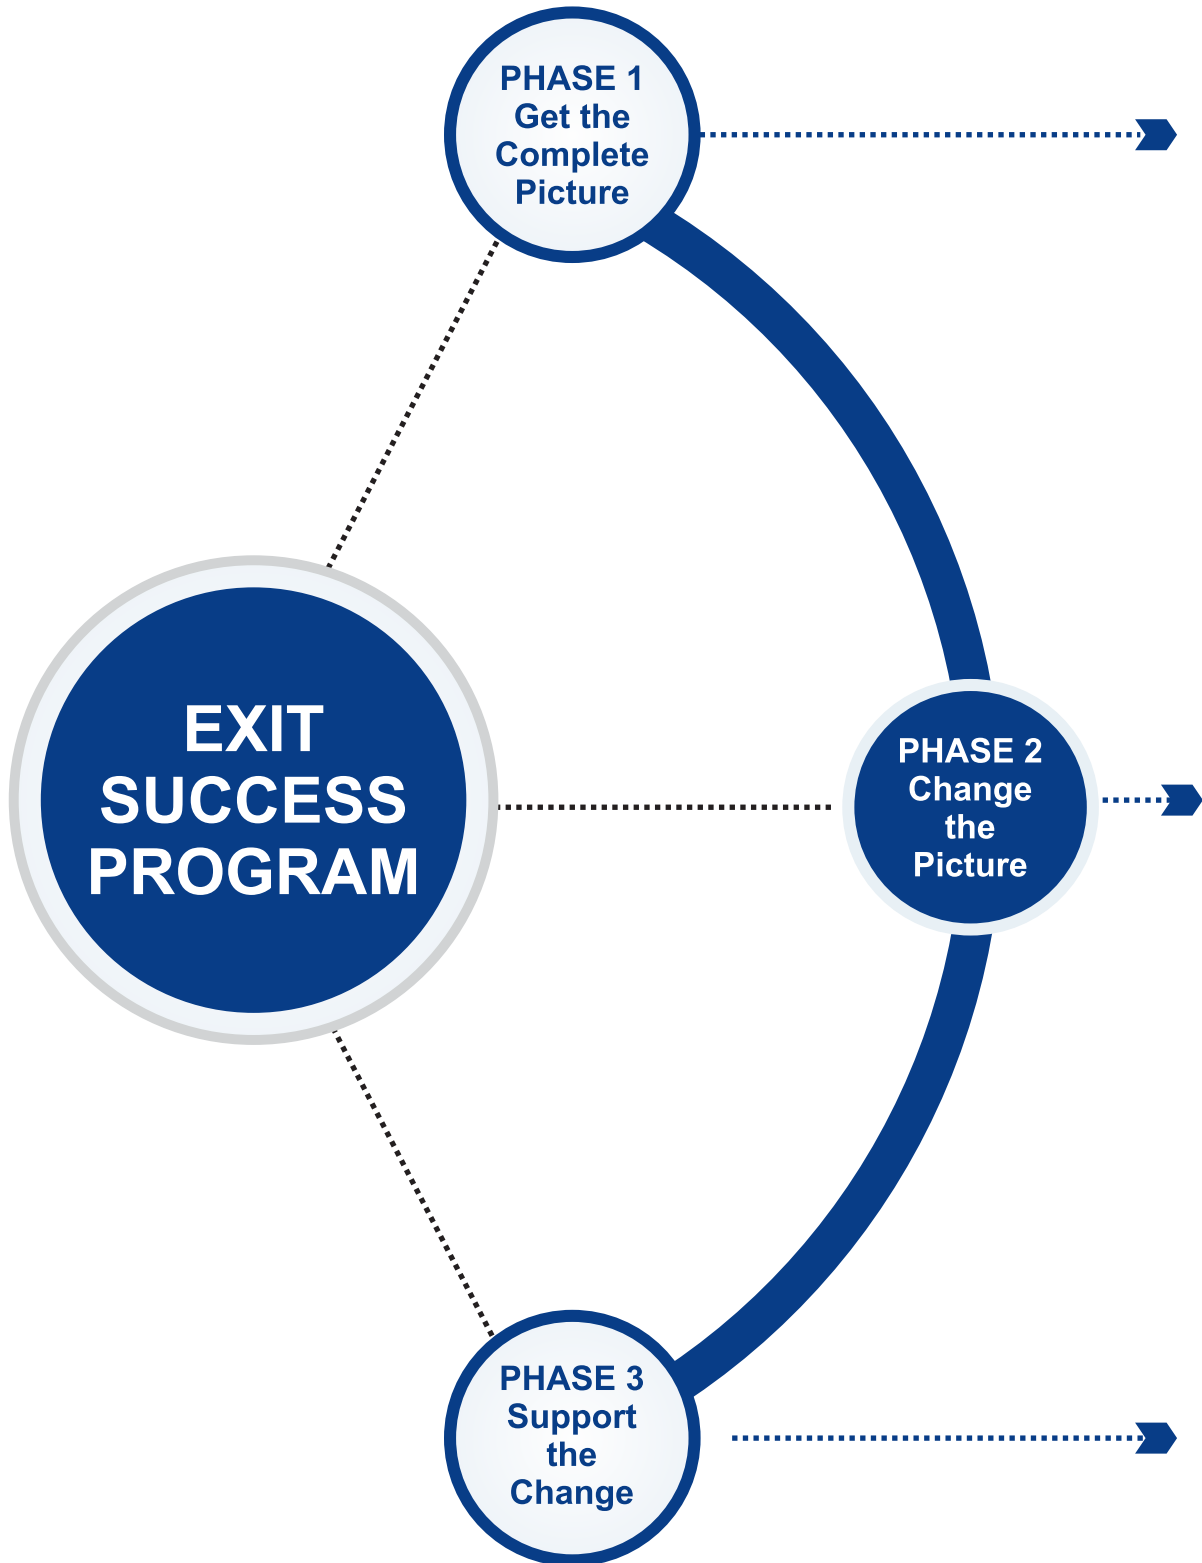 PHASE 1
Get the
Complete
Picture
EXIT
SUCCESS
PROGRAM
PHASE 2
Change
the
Picture
PHASE 3
Support
the
Change